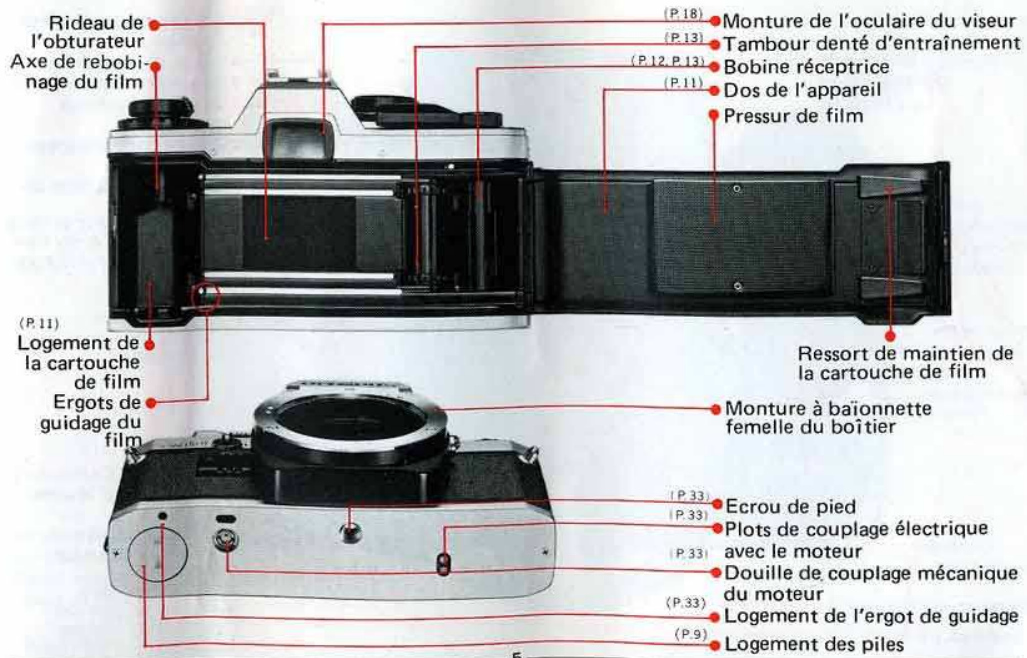 Rideau de
l'obturateur
Axe de rebobi-
nage du film
(P. 18)
Monture de l'oculaire du viseur
(P. 13)
Tambour denté d'entraînement
(P. 12, P. 13)
Bobine réceptrice
(P. 11)
Dos de l'appareil
Pressur de film
(P. 11)
Logement de
la cartouche
de film
Ergots de
guidage du
film
Ressort de maintien de
la cartouche de film
Monture à baïonnette
femelle du boîtier
(P. 33)
Ecrou de pied
(P. 33)
Plots de couplage électrique
avec le moteur
(P. 33)
Douille de couplage mécanique
du moteur
(P.33)
Logement de l'ergot de guidage
(P.9)
Logement des piles
5